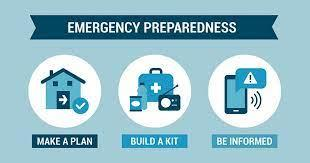 EMERGENCY PREPAREDNESS
MAKE A PLAN
BUILD A KIT
BE INFORMED